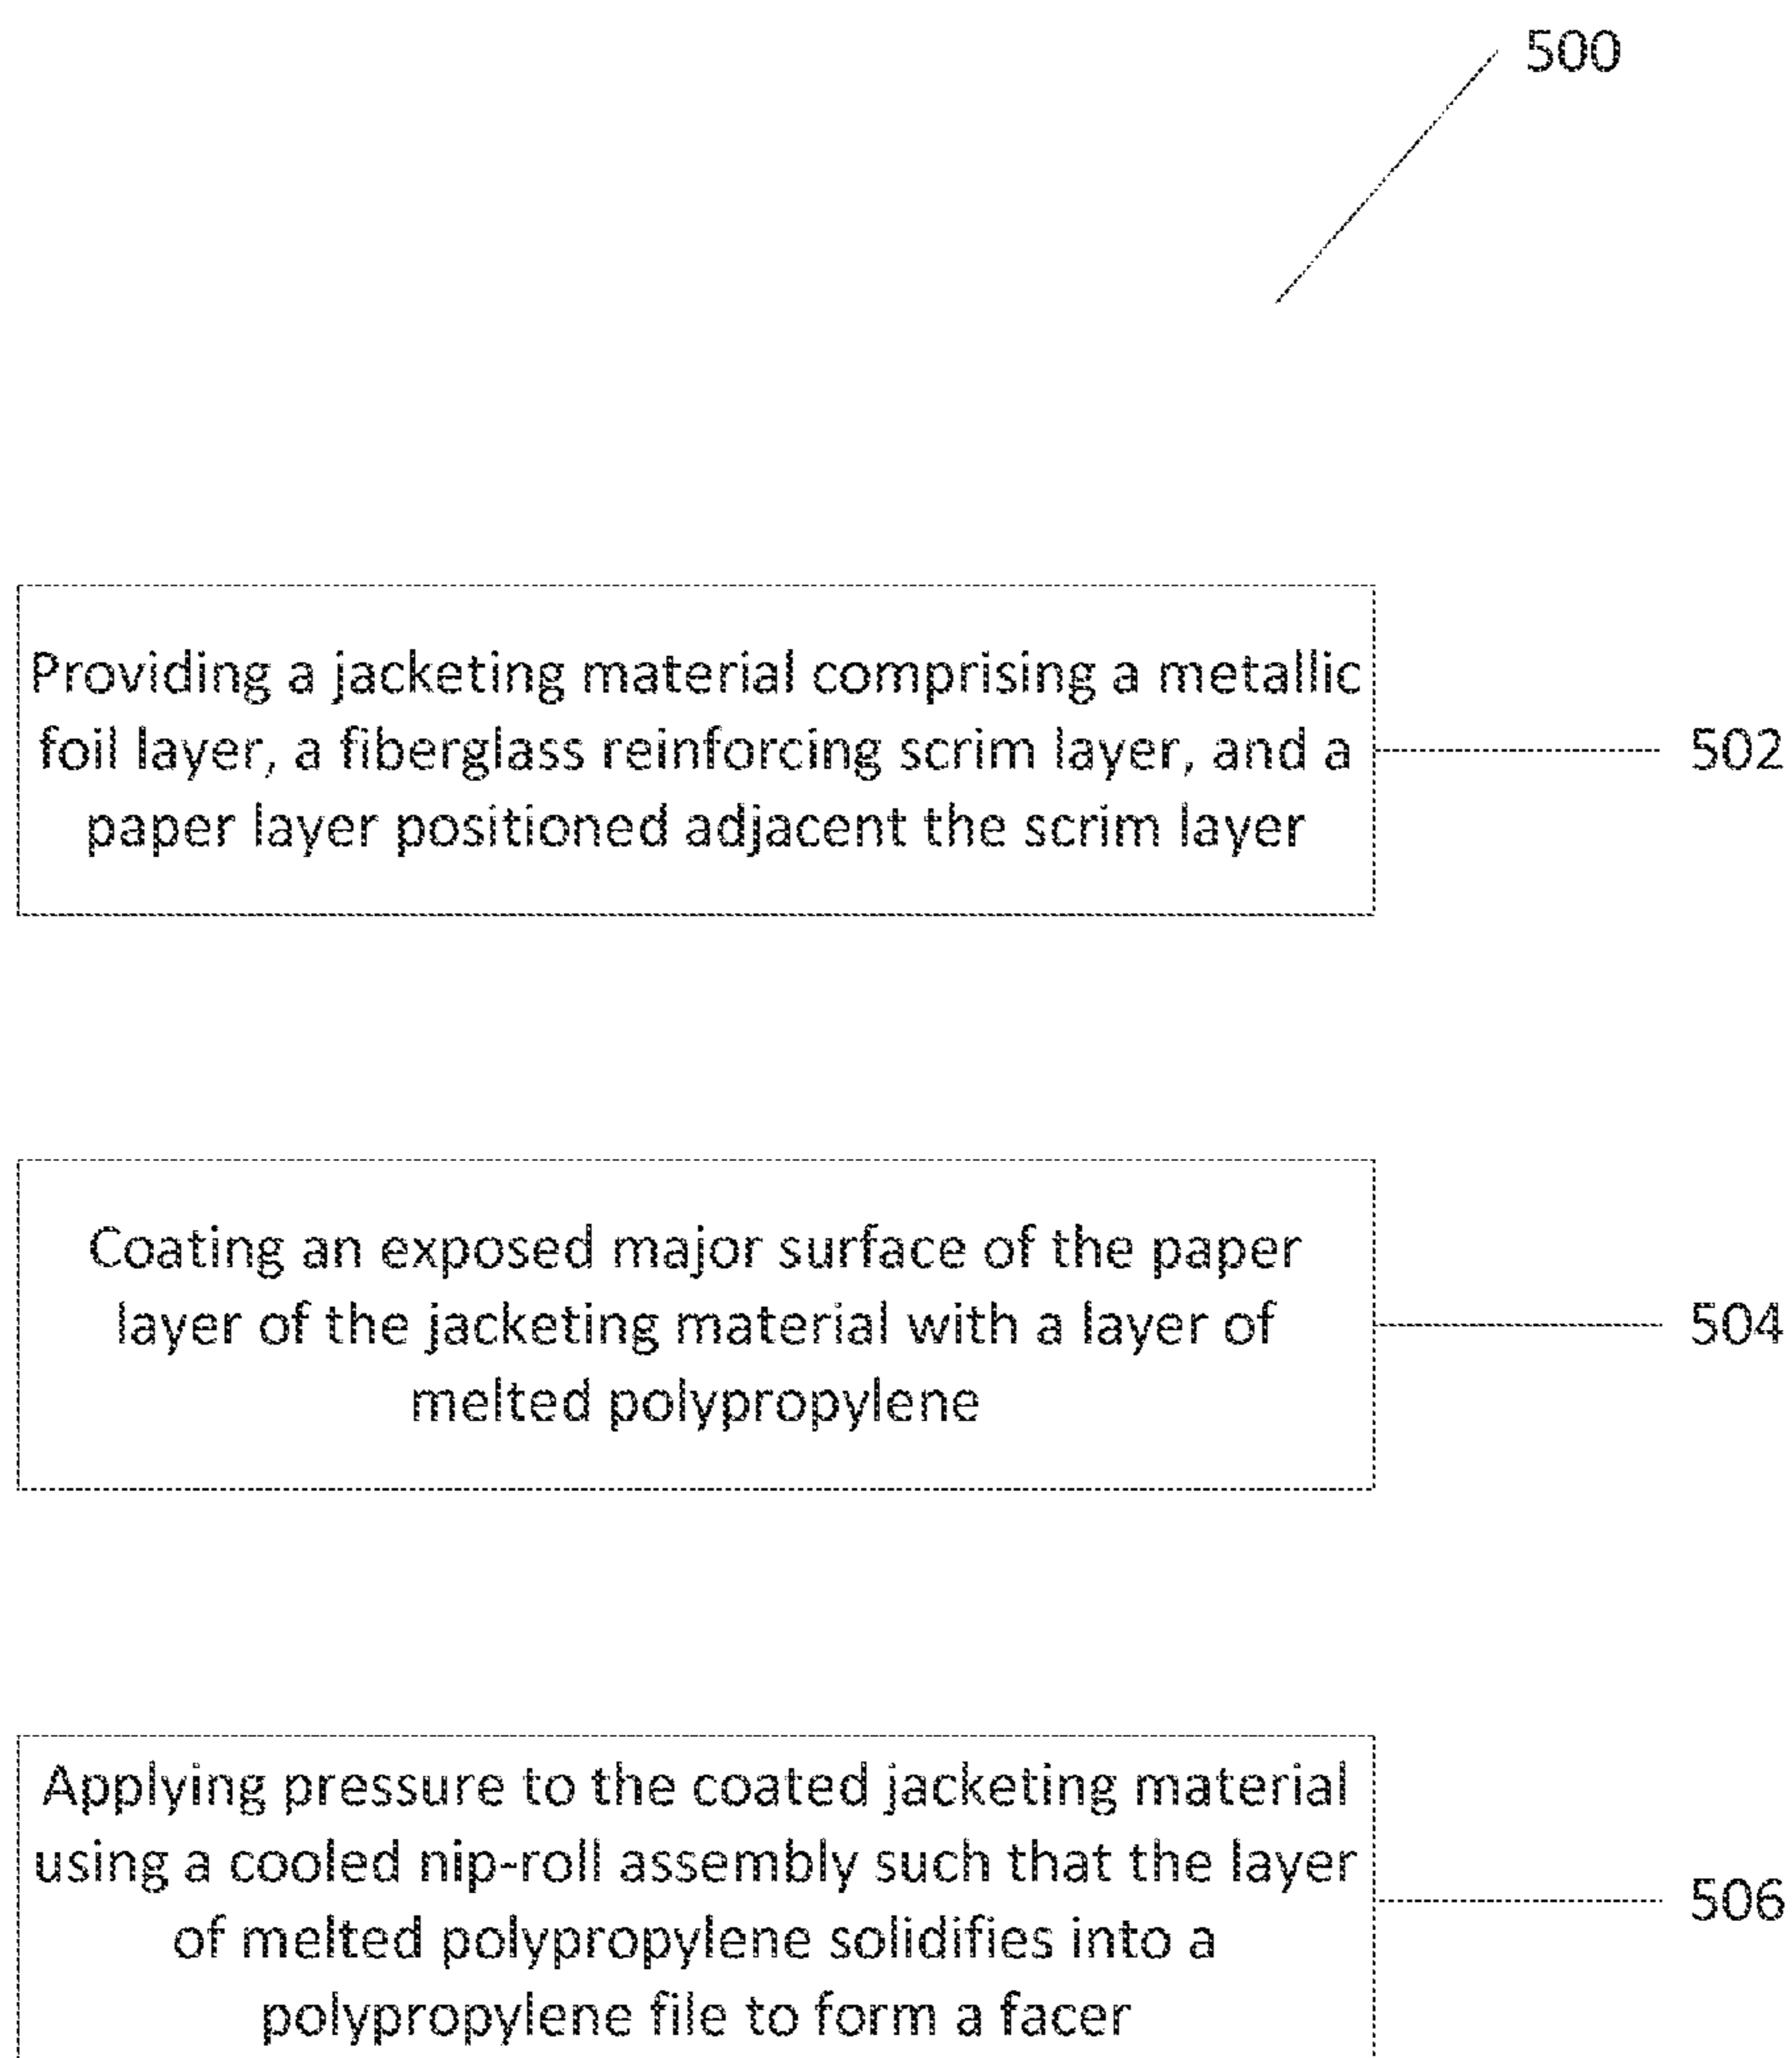 500
Providing a jacketing material comprising a metallic
foil layer, a fiberglass reinforcing scrim layer, and a
paper layer positioned adjacent the scrim layer
502
Coating an exposed major surface of the paper
layer of the jacketing material with a layer of
melted polypropylene
504
Applying pressure to the coated jacketing material
using a cooled nip-roll assembly such that the layer
of melted polypropylene solidifies into a
polypropylene file to form a facer
506